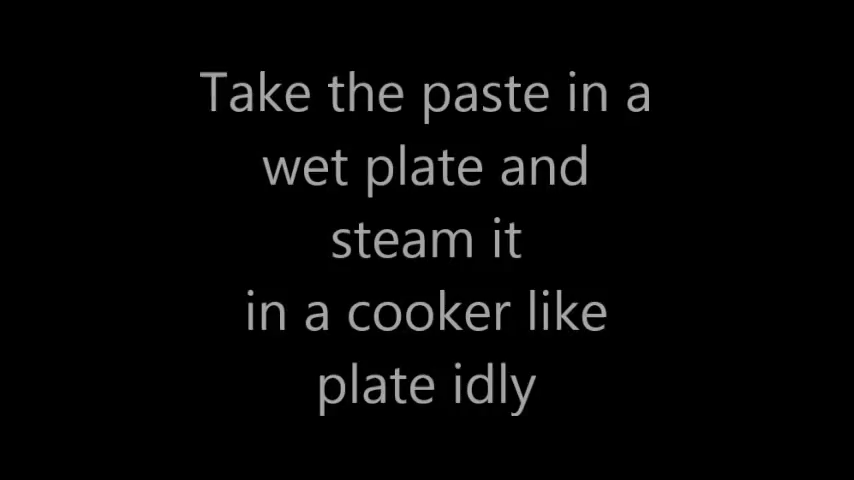 Take the paste in a
wet plate and
steam it
in a cooker like
plate idly